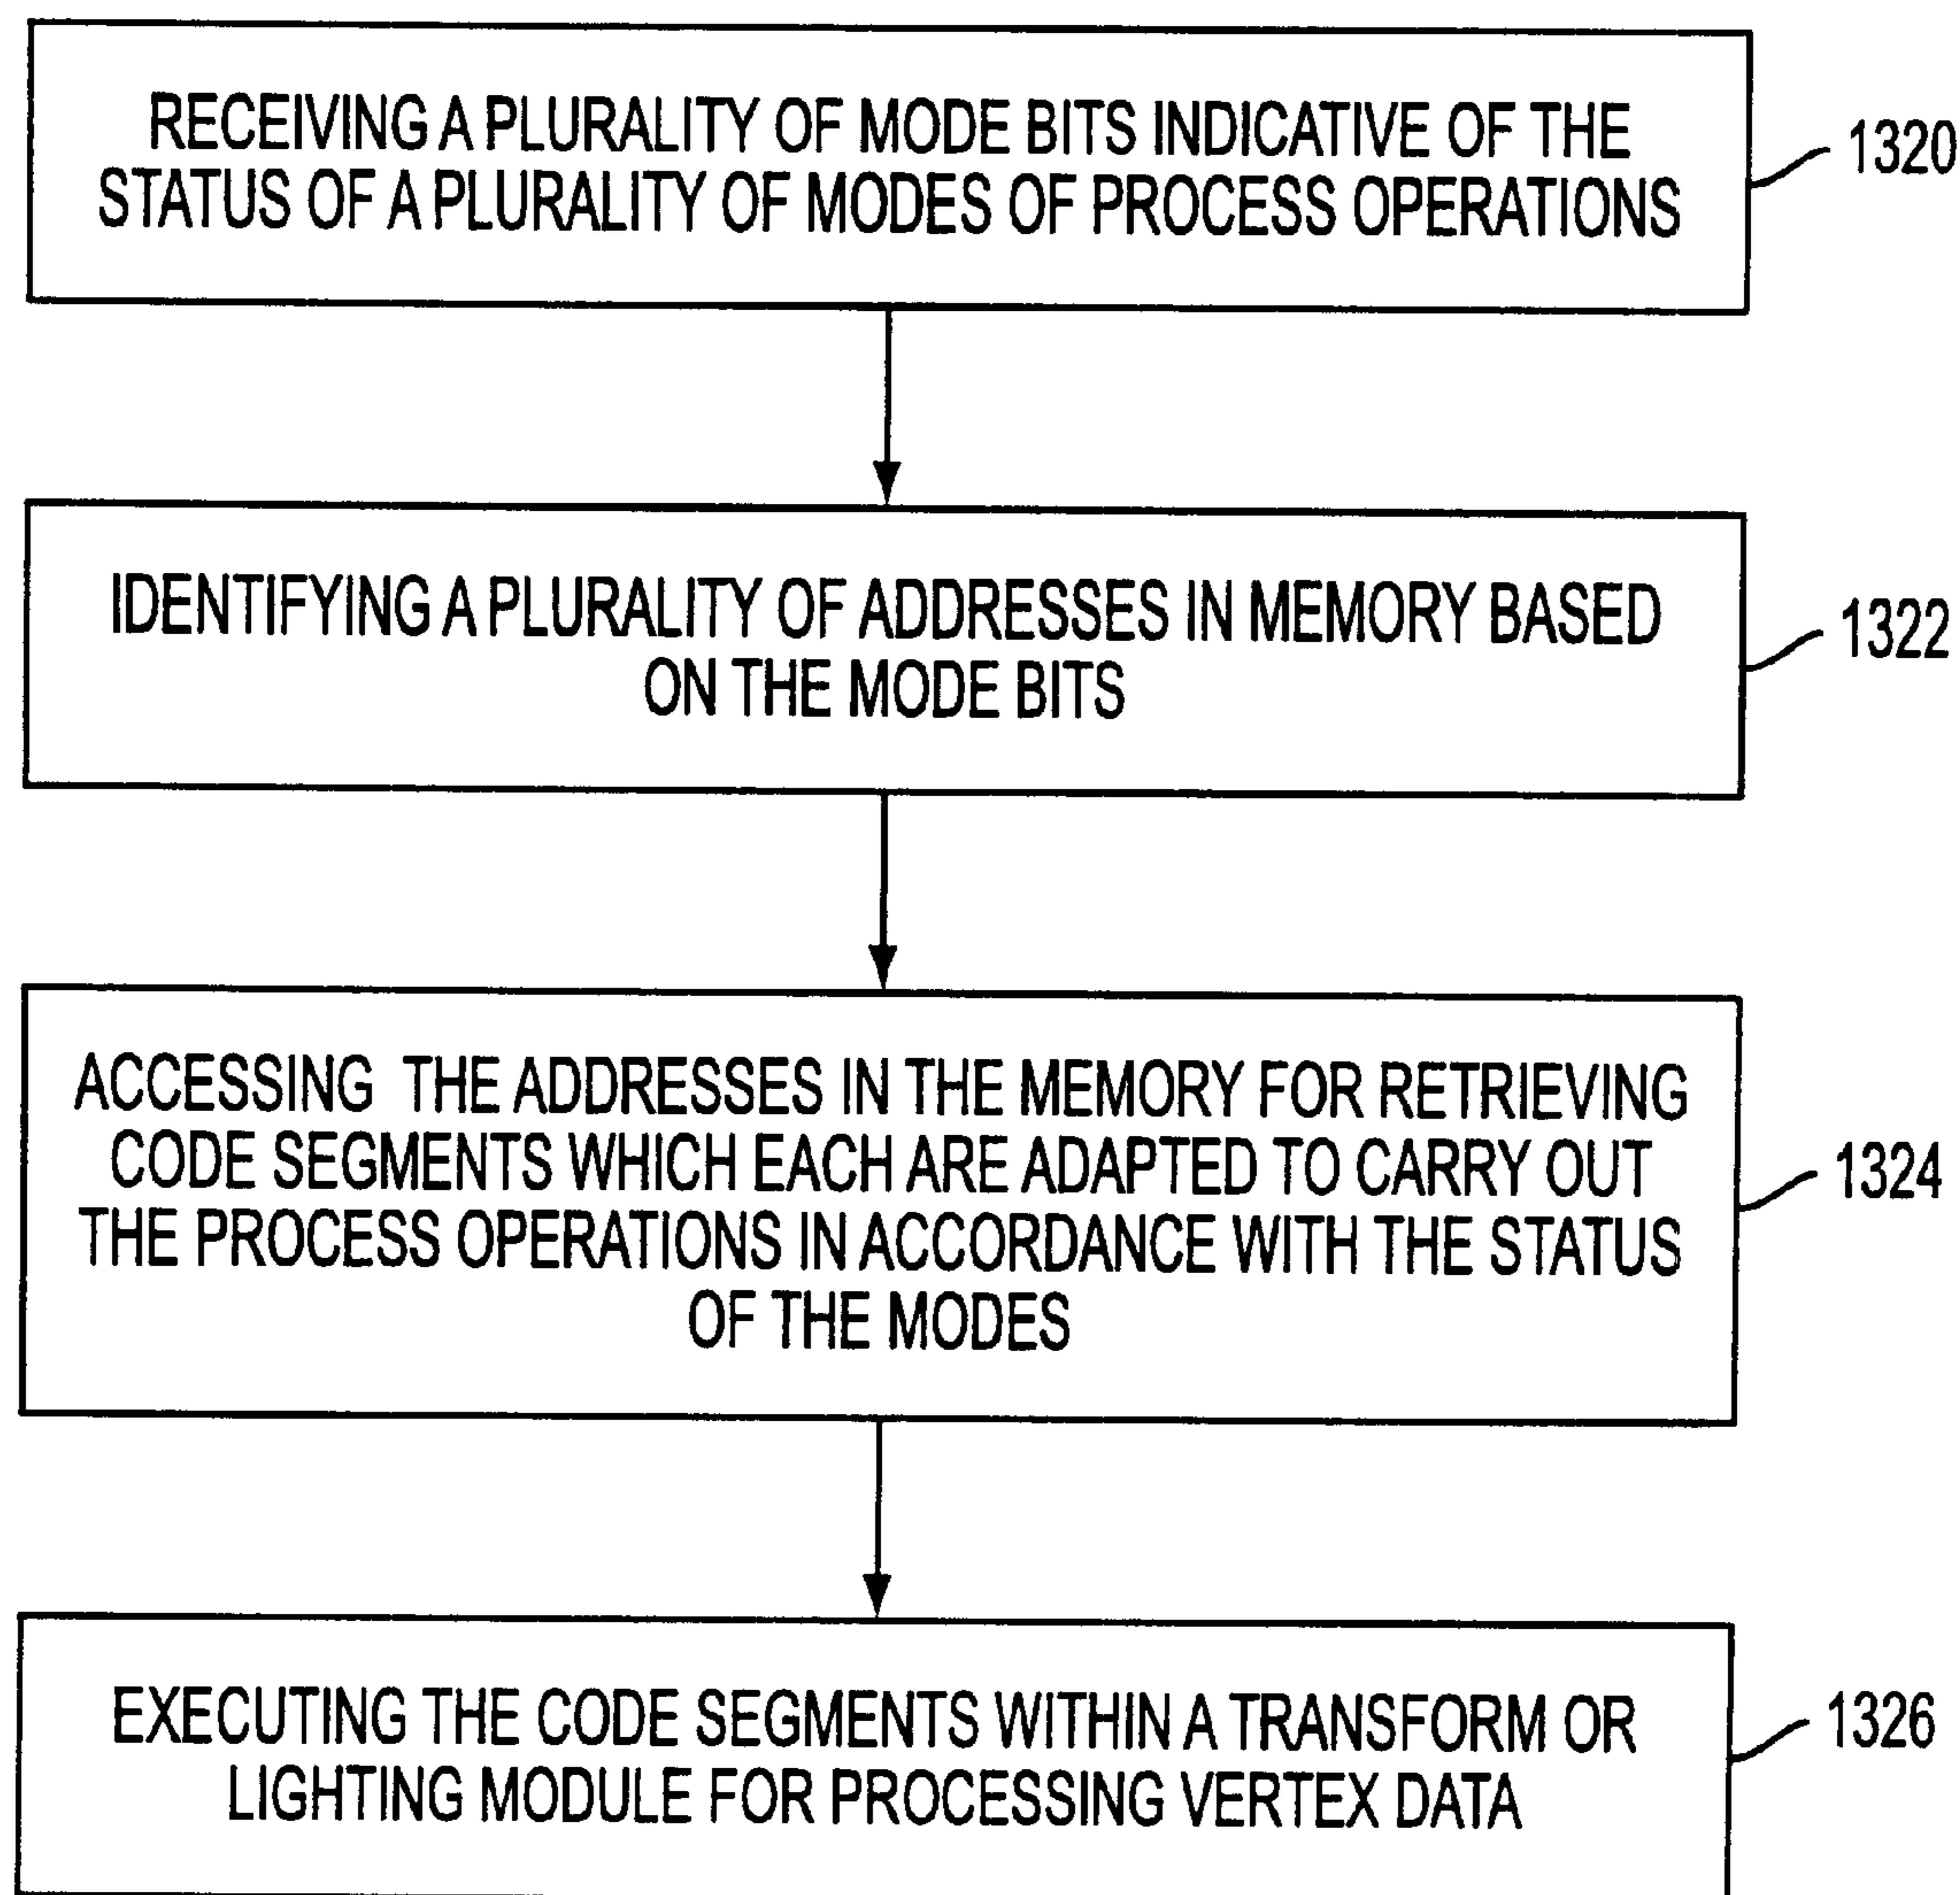 RECEIVING A PLURALITY OF MODE BITS INDICATIVE OF THE
STATUS OF A PLURALITY OF MODES OF PROCESS OPERATIONS
1320
IDENTIFYING A PLURALITY OF ADDRESSES IN MEMORY BASED
ON THE MODE BITS
1322
ACCESSING THE ADDRESSES IN THE MEMORY FOR RETRIEVING
CODE SEGMENTS WHICH EACH ARE ADAPTED TO CARRY OUT
THE PROCESS OPERATIONS IN ACCORDANCE WITH THE STATUS
OF THE MODES
1324
EXECUTING THE CODE SEGMENTS WITHIN A TRANSFORM OR
LIGHTING MODULE FOR PROCESSING VERTEX DATA
1326